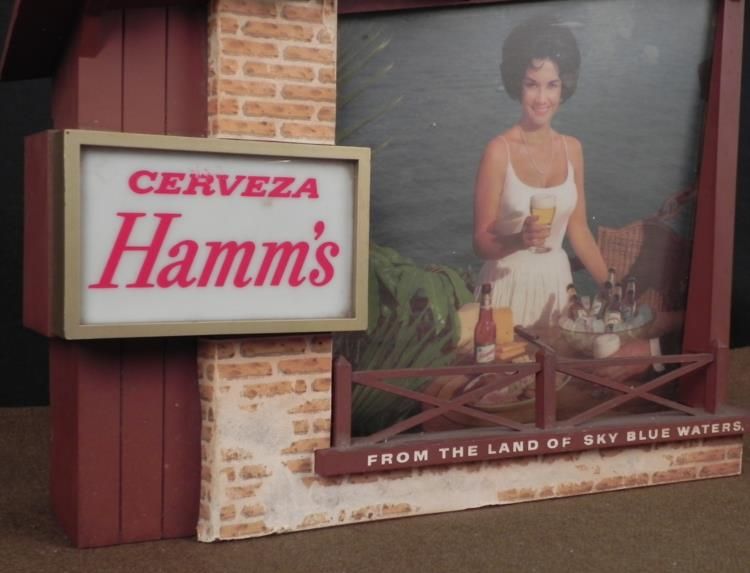 CERVEZA
Hamm's
FROM THE LAND OF SKY BLUE WATERS.